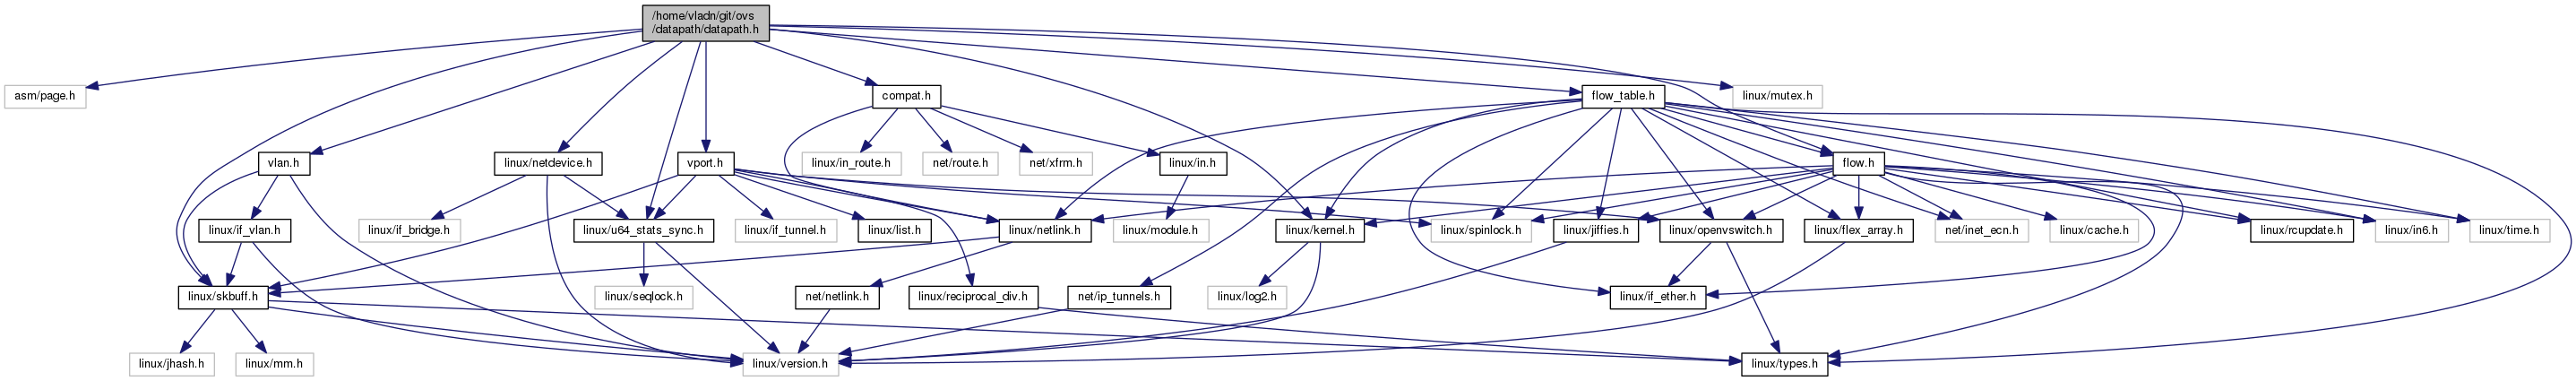 /home/vladn/git/ovs
/datapath/datapath.h
asm/page.h
compat.h
flow_table.h
linux/mutex.h
vlan.h
linux/netdevice.h
vport.h
linux/in_route.h
net/route.h
net/xfrm.h
linux/in.h
flow.h
linux/if_vlan.h
linux/if_bridge.h
linux/u64_stats_sync.h
linux/if_tunnel.h
linux/list.h
linux/netlink.h
linux/module.h
linux/kernel.h
linux/spinlock.h
linux/jiffies.h
linux/openvswitch.h
linux/flex_array.h
net/inet_ecn.h
linux/cache.h
linux/rcupdate.h
linux/in6.h
linux/time.h
linux/skbuff.h
linux/seqlock.h
net/netlink.h
linux/reciprocal_div.h
net/ip_tunnels.h
linux/log2.h
linux/if_ether.h
linux/jhash.h
linux/mm.h
linux/version.h
linux/types.h